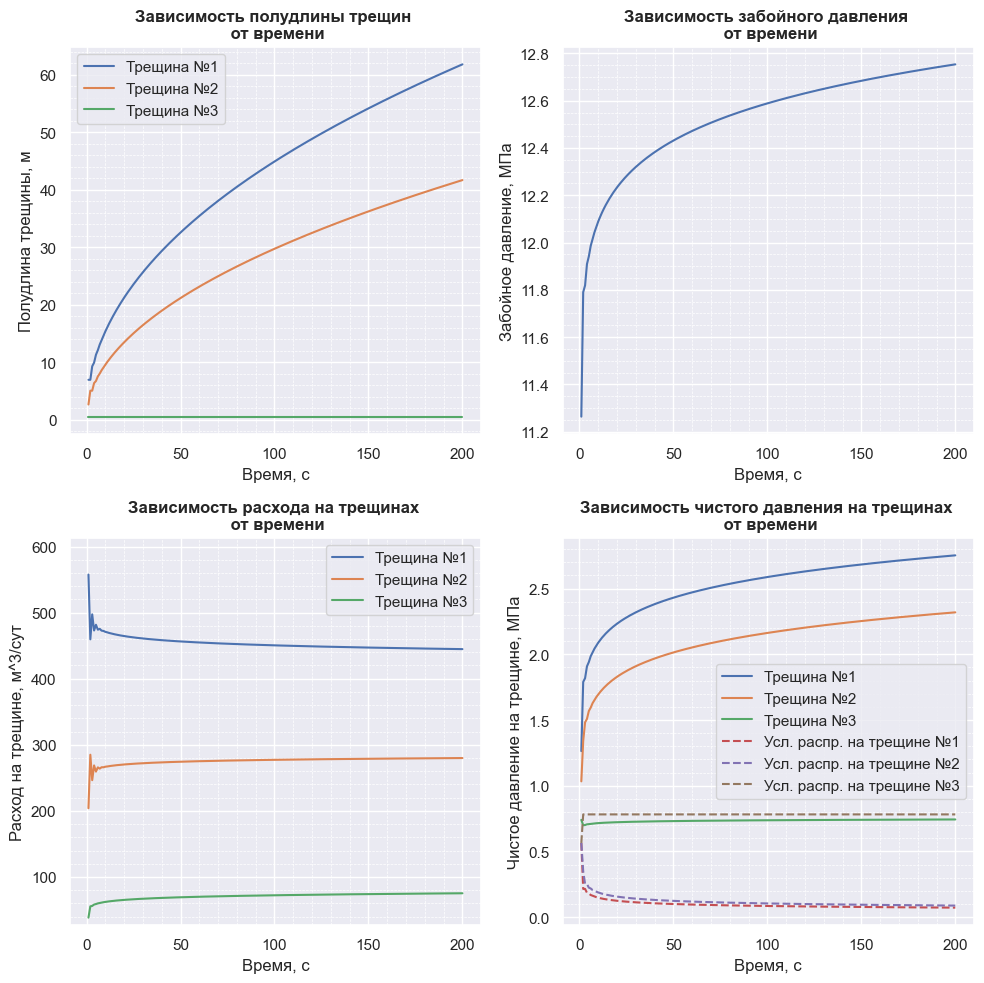 Зависимость полудлины трещин
от времени
Трещина №1
Трещина №2
Трещина №3
60
50
40
30
20
10
0
Полудлина трещины, м
0 50 100 150 200
Время, с
Зависимость забойного давления
от времени
12.8
12.6
12.4
12.2
12.0
11.8
11.6
11.4
11.2
Забойное давление, МПа
0 50 100 150 200
Время, с
Зависимость расхода на трещинах
от времени
Трещина №1
Трещина №2
Трещина №3
600
500
400
300
200
100
Расход на трещине, м^3/сут
0 50 100 150 200
Время, с
Зависимость чистого давления на трещинах
от времени
2.5
2.0
1.5
1.0
0.5
0.0
Чистое давление на трещине, МПа
Трещина №1
Трещина №2
Трещина №3
Усл. распр. на трещине №1
Усл. распр. на трещине №2
Усл. распр. на трещине №3
0 50 100 150 200
Время, с